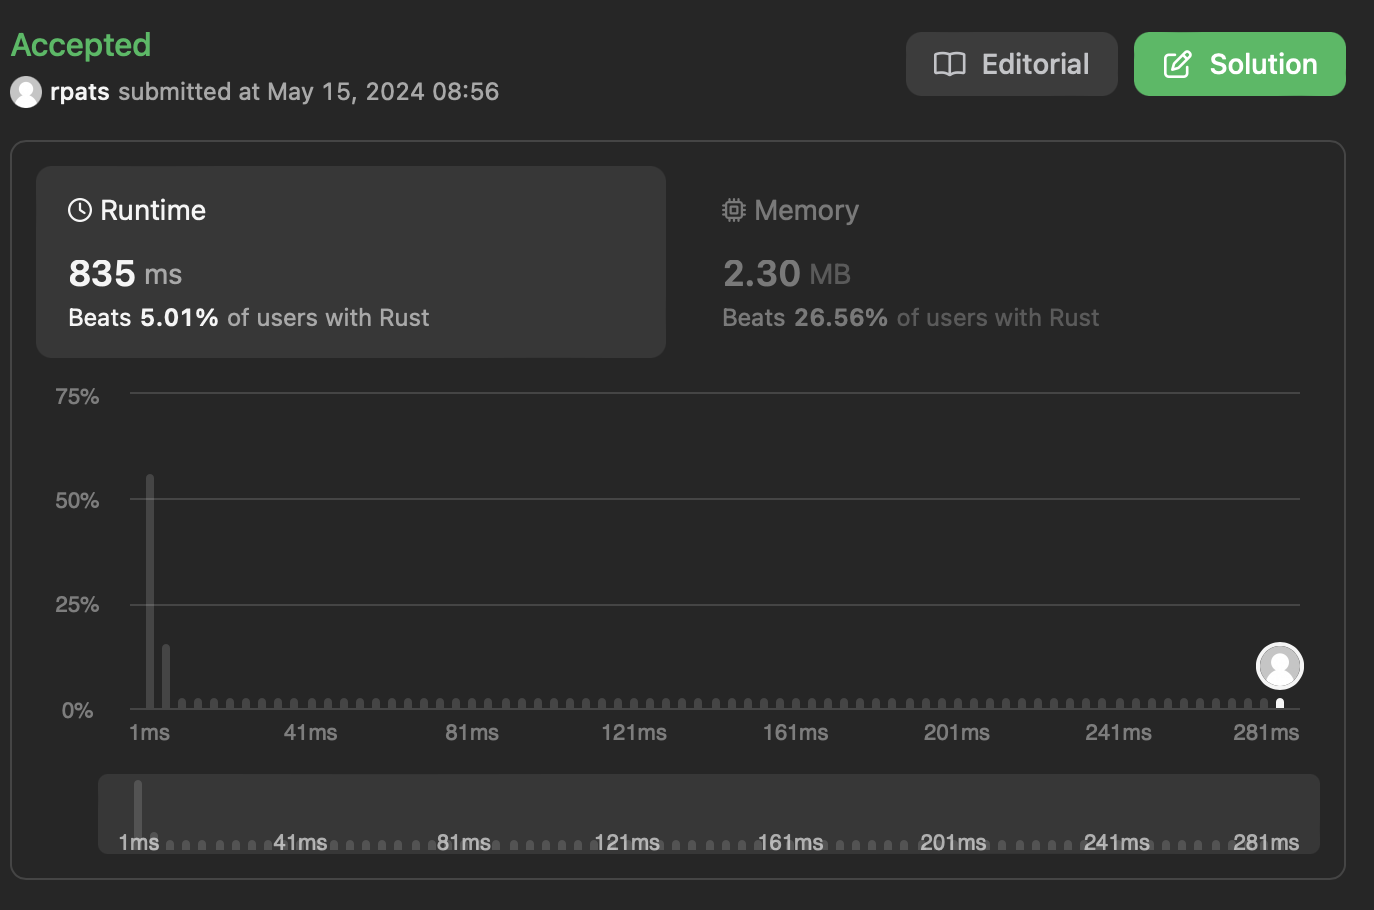 Accepted
Editorial
Solution
rpats submitted at May 15, 2024 08:56
Runtime
835 ms
Beats 5.01% of users with Rust
Memory
2.30 MB
Beats 26.56% of users with Rust
75%
50%
25%
0%
1ms 41ms 81ms 121ms 161ms 201ms 241ms 281ms
1ms 41ms 81ms 121ms 161ms 201ms 241ms 281ms